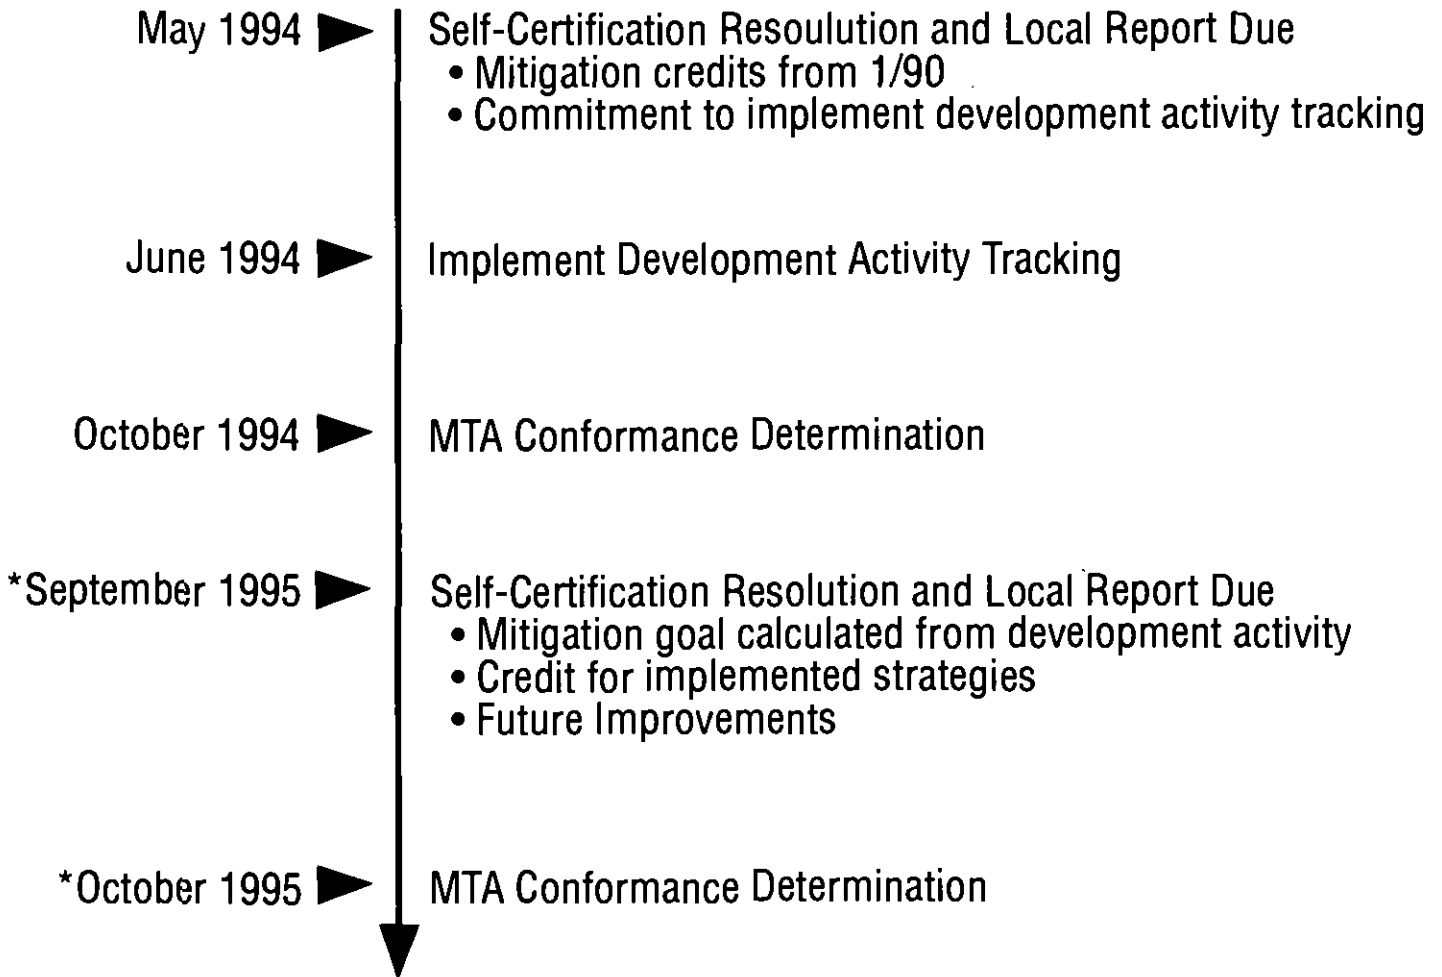 May 1994 Self-Certification Resoulution and Local Report Due
• Mitigation credits from 1/90
• Commitment to implement development activity tracking
June 1994 Implement Development Activity Tracking
October 1994 MTA Conformance Determination
*September 1995 Self-Certification Resolution and Local Report Due
• Mitigation goal calculated from development activity
• Credit for implemented strategies
• Future Improvements
*October 1995 MTA Conformance Determination